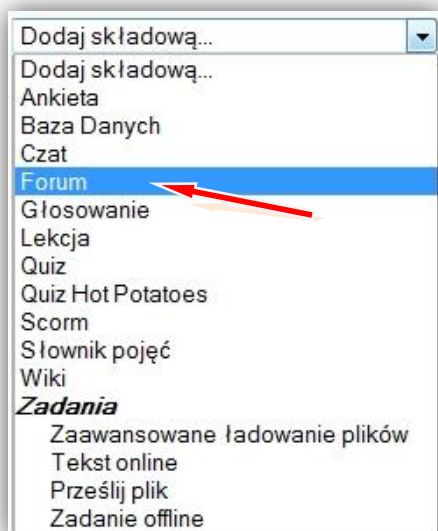 Dodaj składową...
Dodaj składową...
Ankieta
Baza Danych
Czat
Forum
Głosowanie
Lekcja
Quiz
Quiz Hot Potatoes
Scorm
Słownik pojęć
Wiki
Zadania
Zaawansowane ładowanie plików
Tekst online
Prześlij plik
Zadanie offline